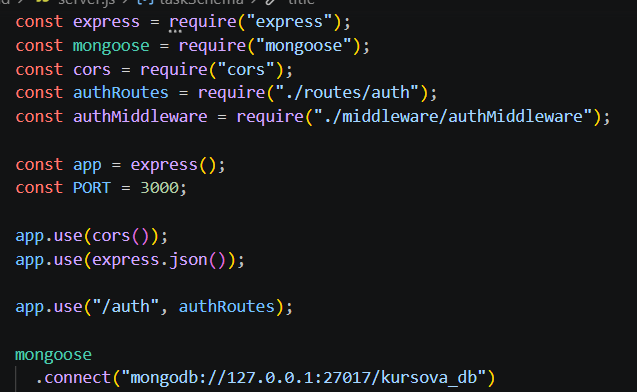 server.js > taskSchema > title
const express = require("express");
const mongoose = require("mongoose");
const cors = require("cors");
const authRoutes = require("./routes/auth");
const authMiddleware = require("./middleware/authMiddleware");
const app = express();
const PORT = 3000;
app.use(cors());
app.use(express.json());
app.use("/auth", authRoutes);
mongoose
.connect("mongodb://127.0.0.1:27017/kursova_db")